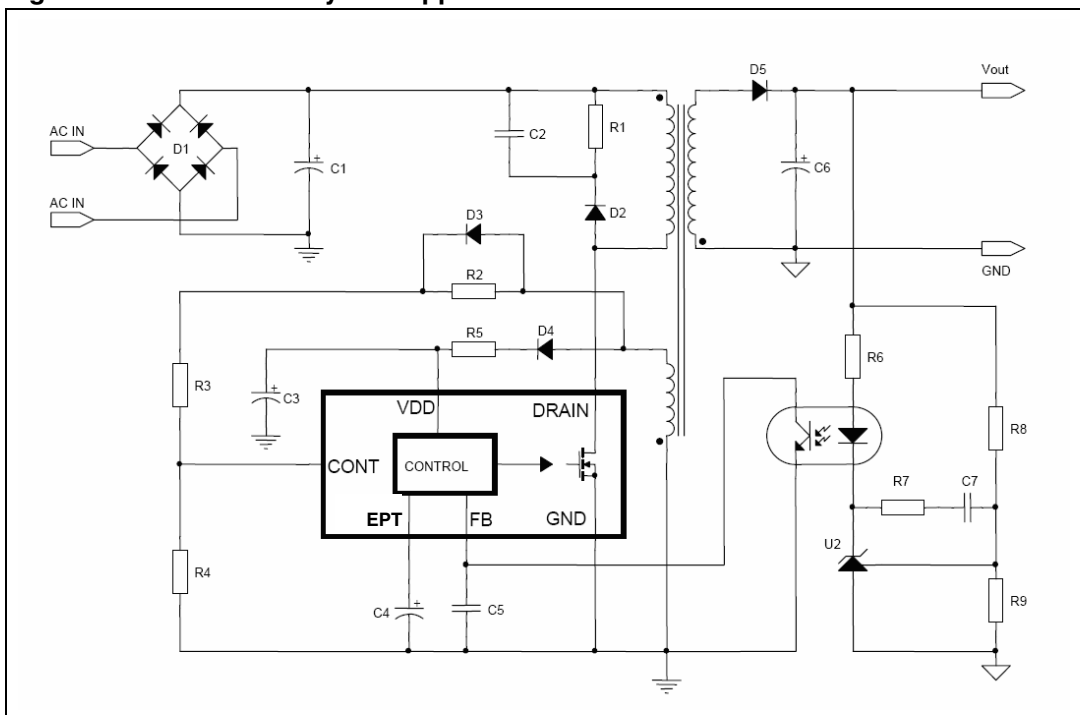 D5
Vout
AC IN
D1
C1
C2
R1
C6
AC IN
D2
D3
GND
R2
R5
D4
R6
R3
C3
VDD
DRAIN
R8
CONT
CONTROL
R7
C7
EPT
FB
GND
U2
R4
C4
C5
R9